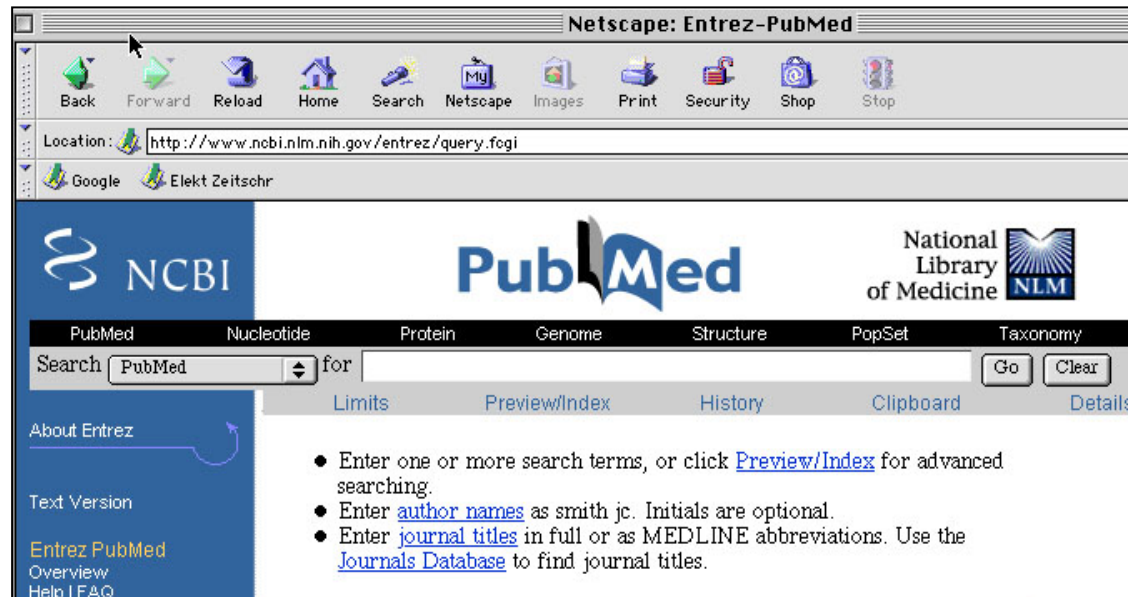 Netscape: Entrez-PubMed
Back Forward Reload Home Search Netscape Images Print Security Shop Stop
My
Location: http://www.ncbi.nlm.nih.gov/entrez/query.fcgi
Google Elekt Zeitschr
NCBI
PubMed
National
Library
of Medicine NLM
PubMed Nucleotide Protein Genome Structure PopSet Taxonomy
Search PubMed for Go Clear
Limits Preview/Index History Clipboard Details
About Entrez
Text Version
Entrez PubMed
Overview
Help | FAQ
● Enter one or more search terms, or click Preview/Index for advanced
searching.
● Enter author names as smith jc. Initials are optional.
● Enter journal titles in full or as MEDLINE abbreviations. Use the
Journals Database to find journal titles.